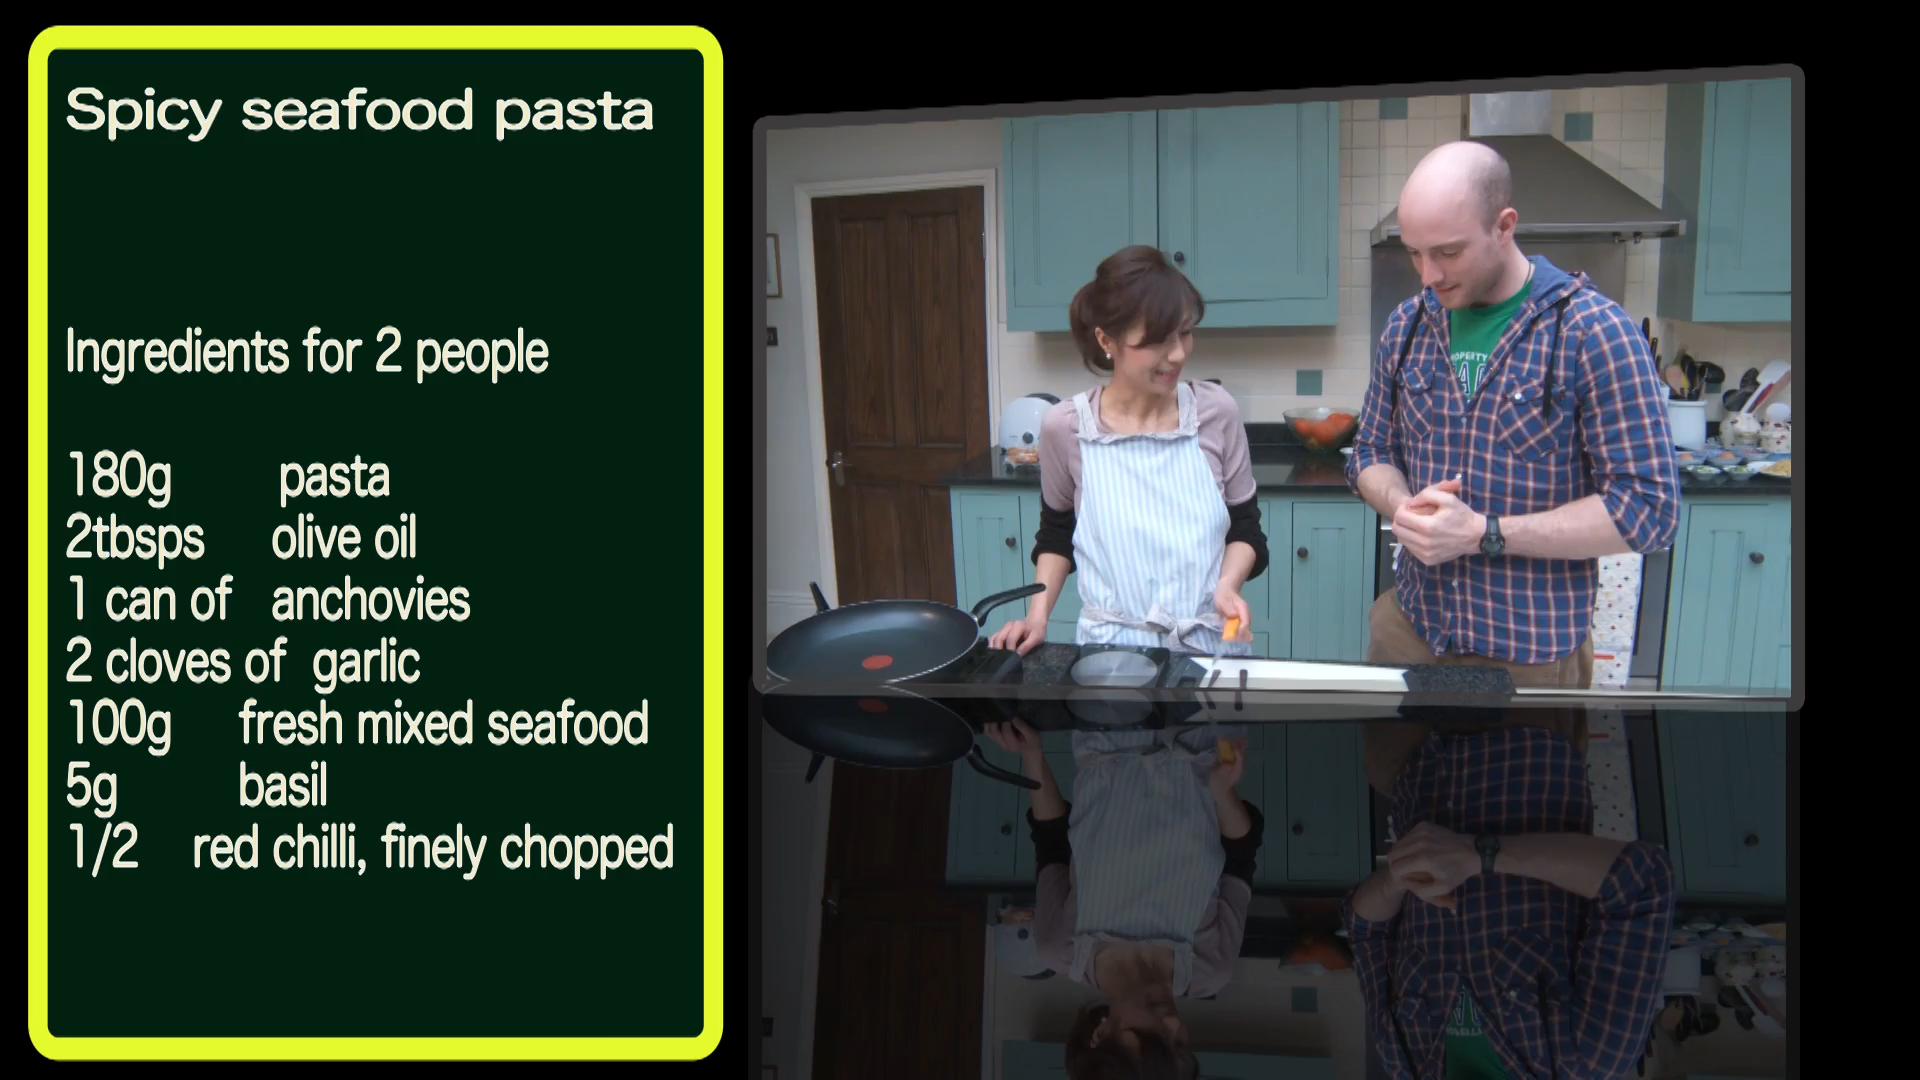 Spicy seafood pasta
Ingredients for 2 people
180g pasta
2tbsps olive oil
1 can of anchovies
2 cloves of garlic
100g fresh mixed seafood
5g basil
1/2 red chilli, finely chopped